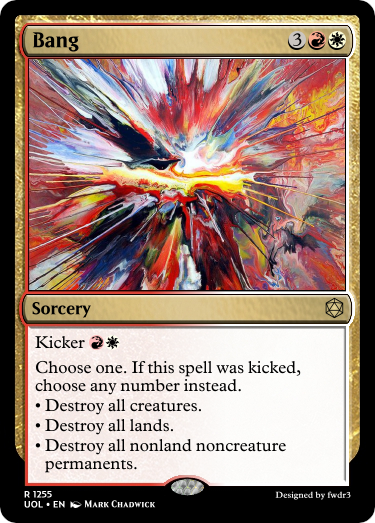 Bang 3
Sorcery
Kicker
Choose one. If this spell was kicked,
choose any number instead.
• Destroy all creatures.
• Destroy all lands.
• Destroy all nonland noncreature
permanents.
R 1255
UOL • EN Mark Chadwick
Designed by fwdr3